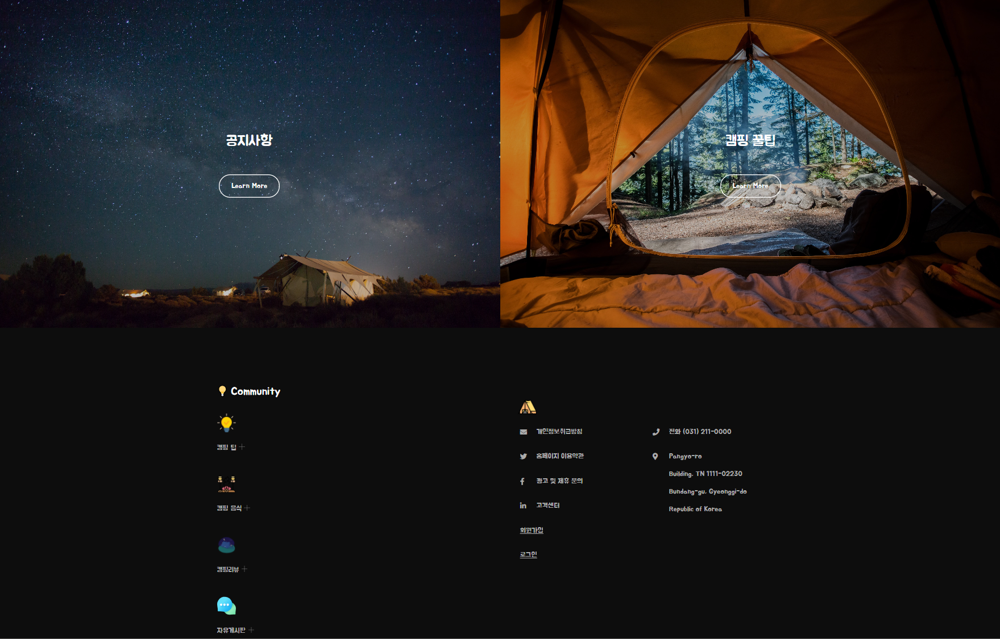 공지사항
Learn More
캠핑 꿀팁
Learn More
Community
캠핑 팁 +
캠핑 음식 +
캠핑리뷰 +
자유게시판 +
개인정보취급방침
홈페이지 이용약관
광고 및 제휴 문의
고객센터
회원가입
로그인
전화 (031) 211-0000
Pangyo-ro
Building, TN 1111-02230
Bundang-gu, Gyeonggi-do
Republic of Korea